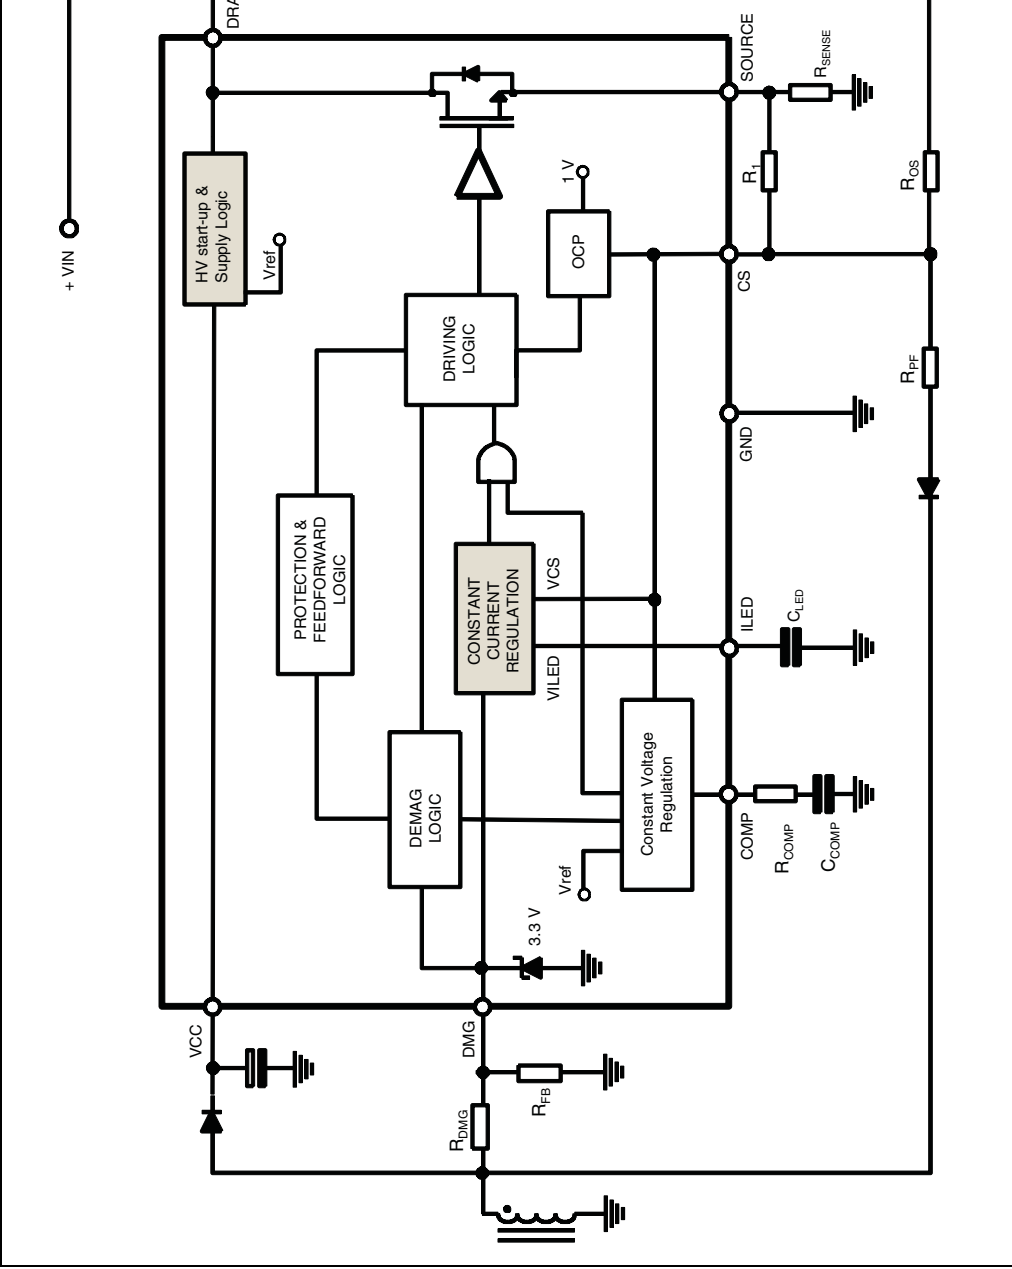 + VIN
DRA
SOURCE
RSENSE
HV start-up &
Supply Logic
Vref
1 V
OCP
R1
ROS
CS
DRIVING
LOGIC
RPF
GND
PROTECTION &
FEEDFORWARD
LOGIC
CONSTANT
CURRENT
REGULATION
VCS
VILED
ILED
CLED
DEMAG
LOGIC
Constant Voltage
Regulation
Vref
COMP
RCOMP
CCOMP
3.3 V
VCC
DMG
RFB
RDMG